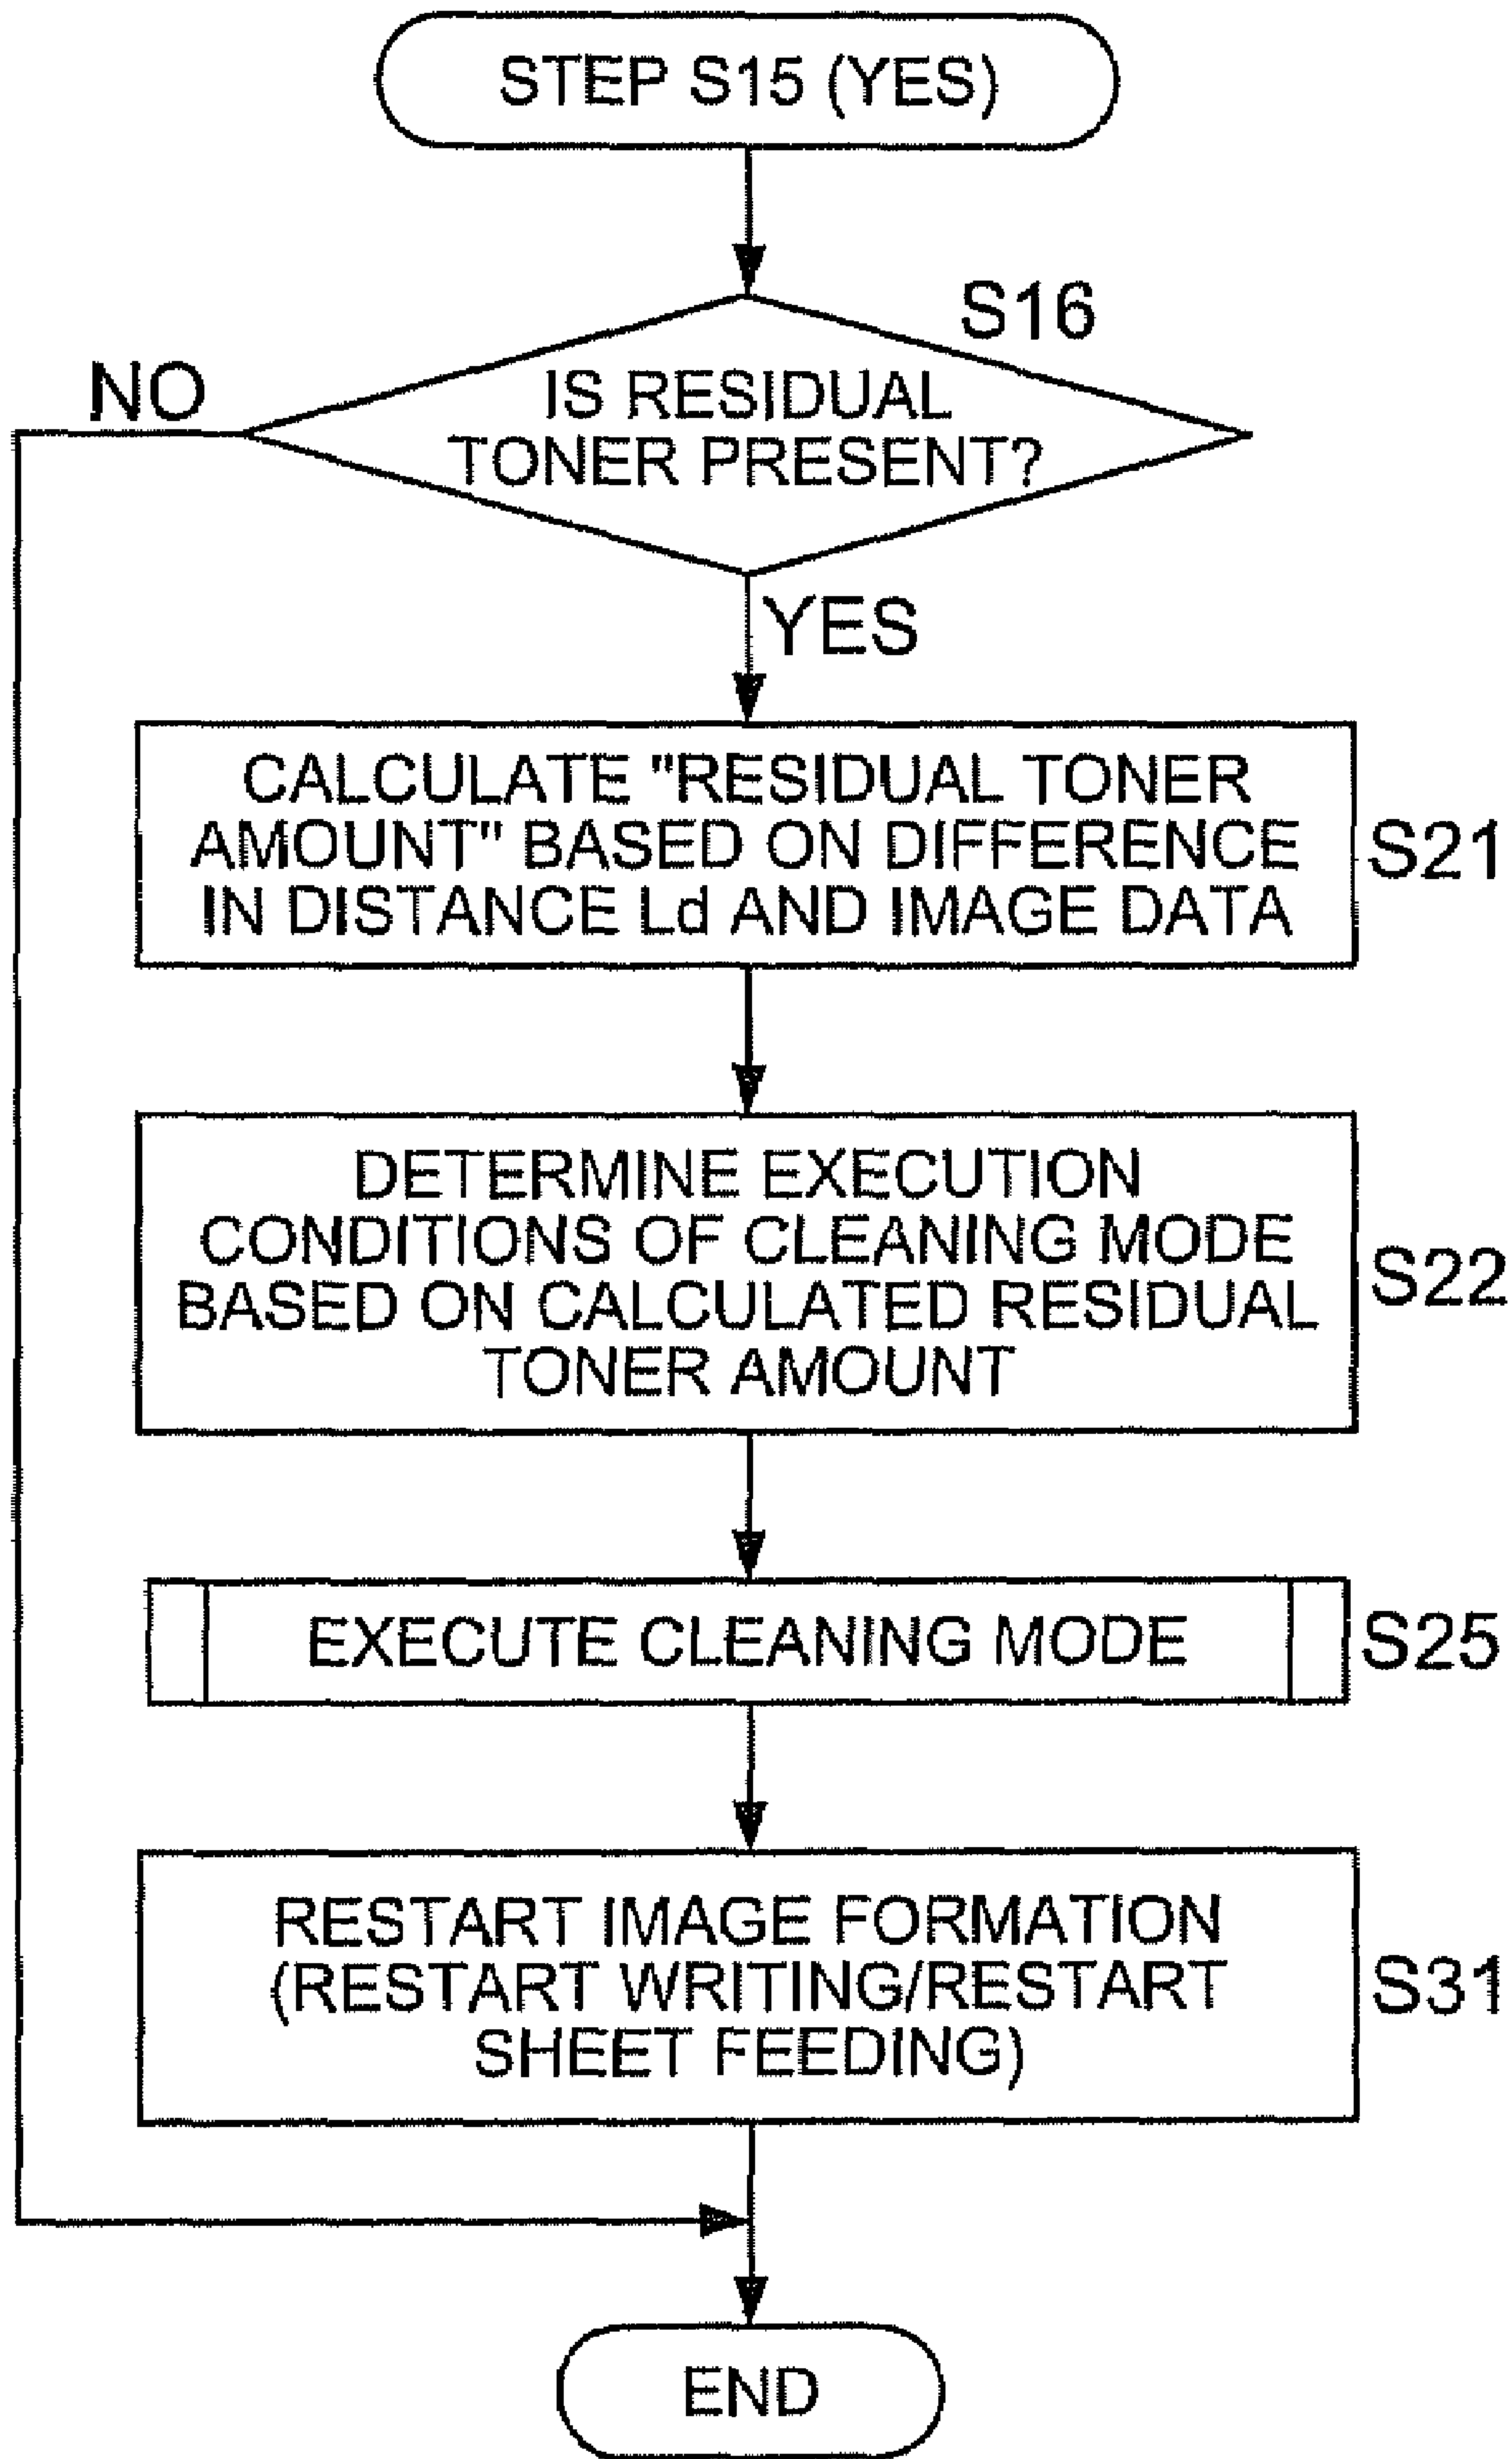 STEP S15 (YES)
S16
NO
IS RESIDUAL
TONER PRESENT?
YES
CALCULATE "RESIDUAL TONER
AMOUNT" BASED ON DIFFERENCE
IN DISTANCE Ld AND IMAGE DATA
S21
DETERMINE EXECUTION
CONDITIONS OF CLEANING MODE
BASED ON CALCULATED RESIDUAL
TONER AMOUNT
S22
EXECUTE CLEANING MODE
S25
RESTART IMAGE FORMATION
(RESTART WRITING/RESTART
SHEET FEEDING)
S31
END